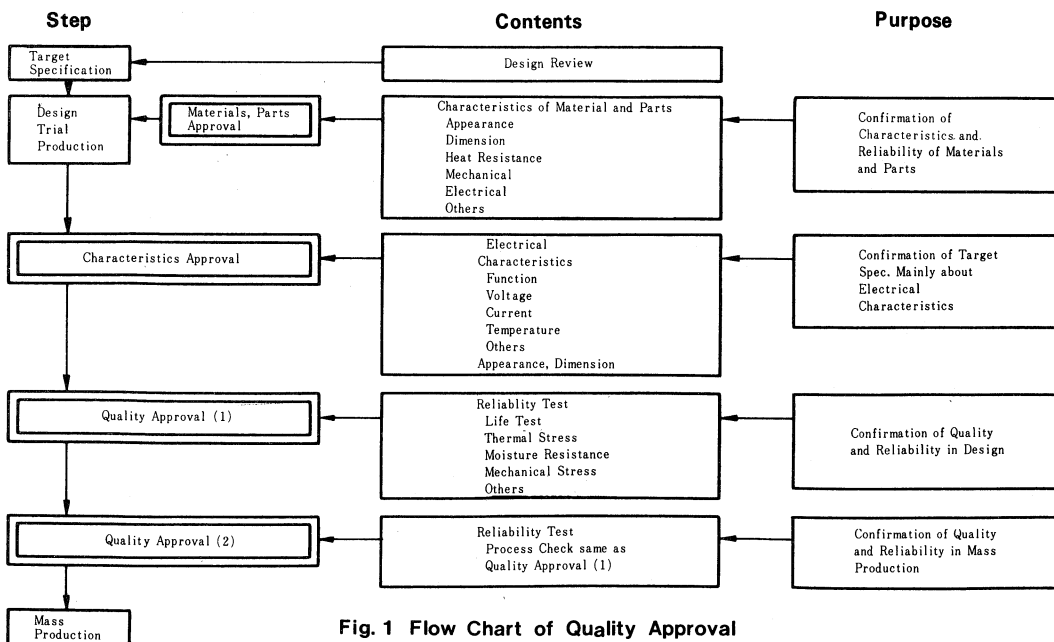 Step
Contents
Purpose
Target
Specification
Design Review
Design
Trial
Production
Materials, Parts
Approval
Characteristics of Material and Parts
Appearance
Dimension
Heat Resistance
Mechanical
Electrical
Others
Confirmation of
Characteristics and
Reliability of Materials
and Parts
Characteristics Approval
Electrical
Characteristics
Function
Voltage
Current
Temperature
Others
Appearance, Dimension
Confirmation of Target
Spec. Mainly about
Electrical
Characteristics
Quality Approval (1)
Reliablity Test
Life Test
Thermal Stress
Moisture Resistance
Mechanical Stress
Others
Confirmation of Quality
and Reliability in Design
Quality Approval (2)
Reliability Test
Process Check same as
Quality Approval (1)
Confirmation of Quality
and Reliability in Mass
Production
Mass
Production
Fig. 1 Flow Chart of Quality Approval